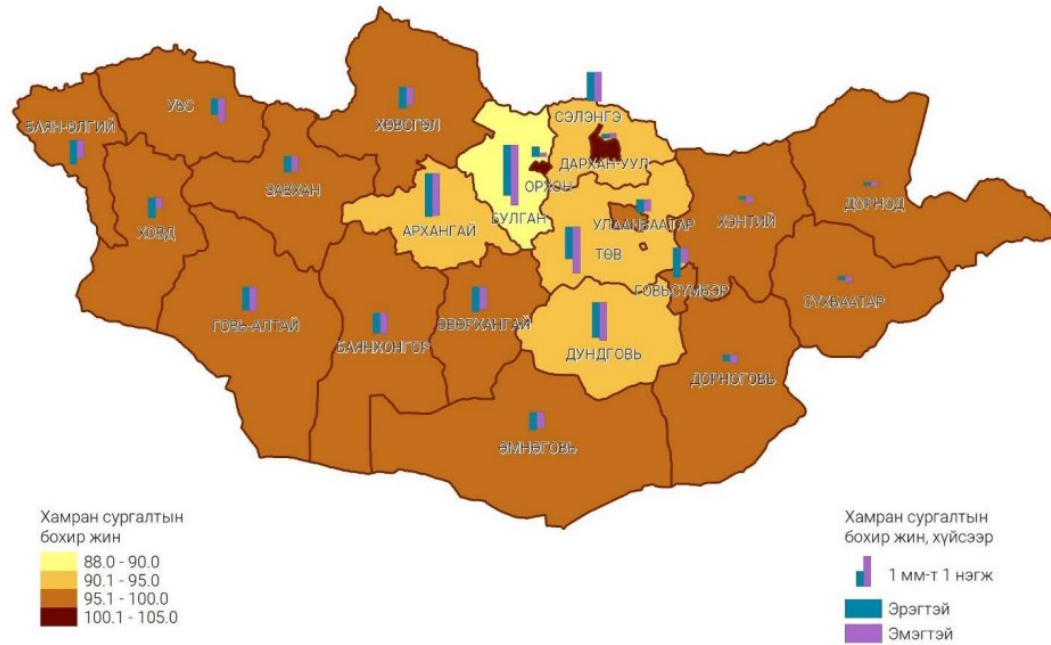 УВС
БАЯН-ӨЛГИЙ
ХӨВСГӨЛ
СЭЛЭНГЭ
ДАРХАН-УУЛ
ЗАВХАН
ОРХОН
БУЛГАН
АРХАНГАЙ
ХОВД
УЛААНБААТАР
ХЭНТИЙ
ДОРНОД
ТӨВ
ГОВЬСҮМБЭР
СҮХБААТАР
ГОВЬ-АЛТАЙ
ӨВӨРХАНГАЙ
БАЯНХОНГОР
ДУНДГОВЬ
ДОРНОГОВЬ
ӨМНӨГОВЬ
Хамран сургалтын
бохир жин
88.0 - 90.0
90.1 - 95.0
95.1 - 100.0
100.1 - 105.0
Хамран сургалтын
бохир жин, хүйсээр
1 мм-т 1 нэгж
Эрэгтэй
Эмэгтэй